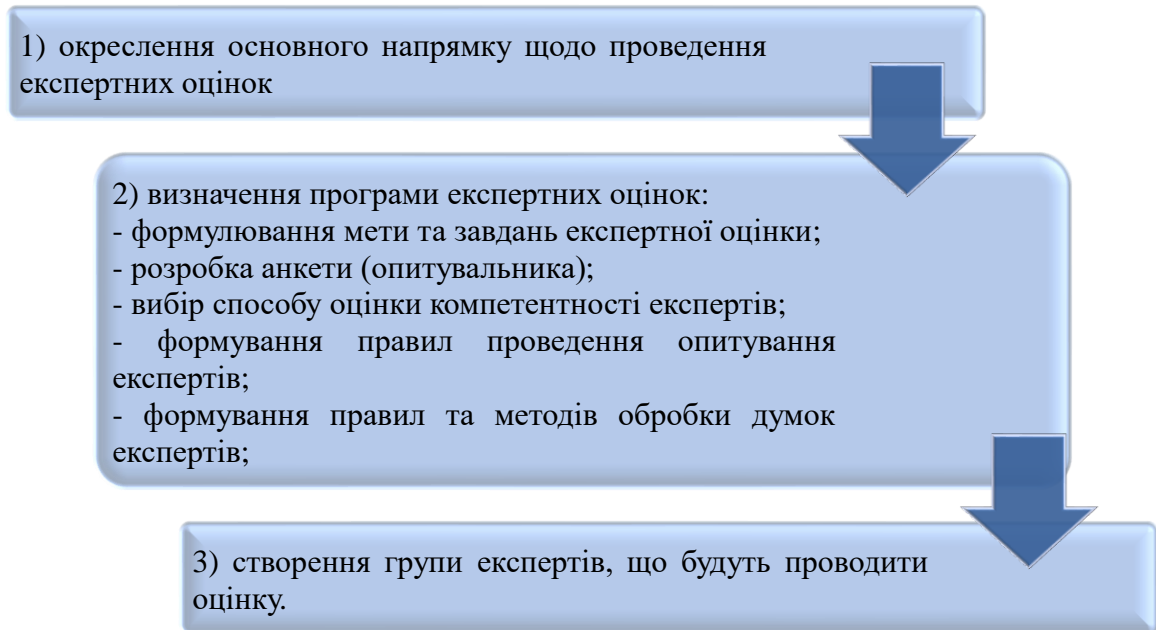 1) окреслення основного напрямку щодо проведення
експертних оцінок
2) визначення програми експертних оцінок:
- формулювання мети та завдань експертної оцінки;
- розробка анкети (опитувальника);
- вибір способу оцінки компетентності експертів;
- формування правил проведення опитування
експертів;
- формування правил та методів обробки думок
експертів;
3) створення групи експертів, що будуть проводити
оцінку.